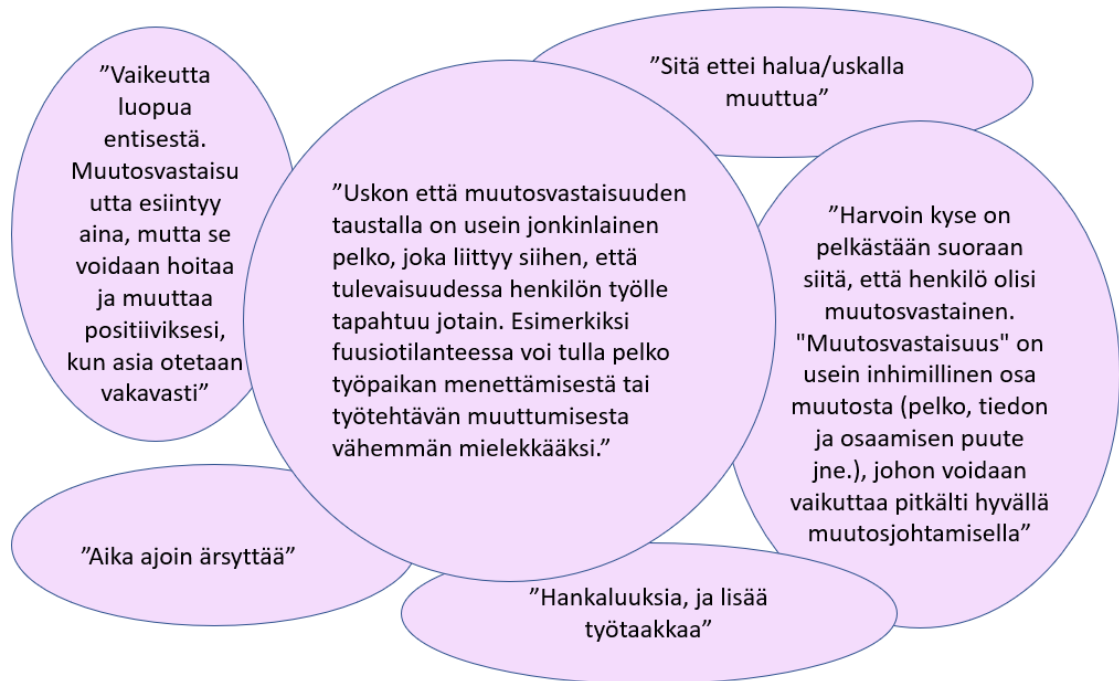 ”Vaikeutta
luopua
entisestä.
Muutosvastaisu
utta esiintyy
aina, mutta se
voidaan hoitaa
ja muuttaa
positiiviksesi,
kun asia otetaan
vakavasti”
”Sitä ettei halua/uskalla
muuttua”
”Uskon että muutosvastaisuuden
taustalla on usein jonkinlainen
pelko, joka liittyy siihen, että
tulevaisuudessa henkilön työlle
tapahtuu jotain. Esimerkiksi
fuusiotilanteessa voi tulla pelko
työpaikan menettämisestä tai
työtehtävän muuttumisesta
vähemmän mielekkääksi.”
”Harvoin kyse on
pelkästään suoraan
siitä, että henkilö olisi
muutosvastainen.
"Muutosvastaisuus" on
usein inhimillinen osa
muutosta (pelko, tiedon
ja osaamisen puute
jne.), johon voidaan
vaikuttaa pitkälti hyvällä
muutosjohtamisella”
”Aika ajoin ärsyttää”
”Hankaluuksia, ja lisää
työtaakkaa”